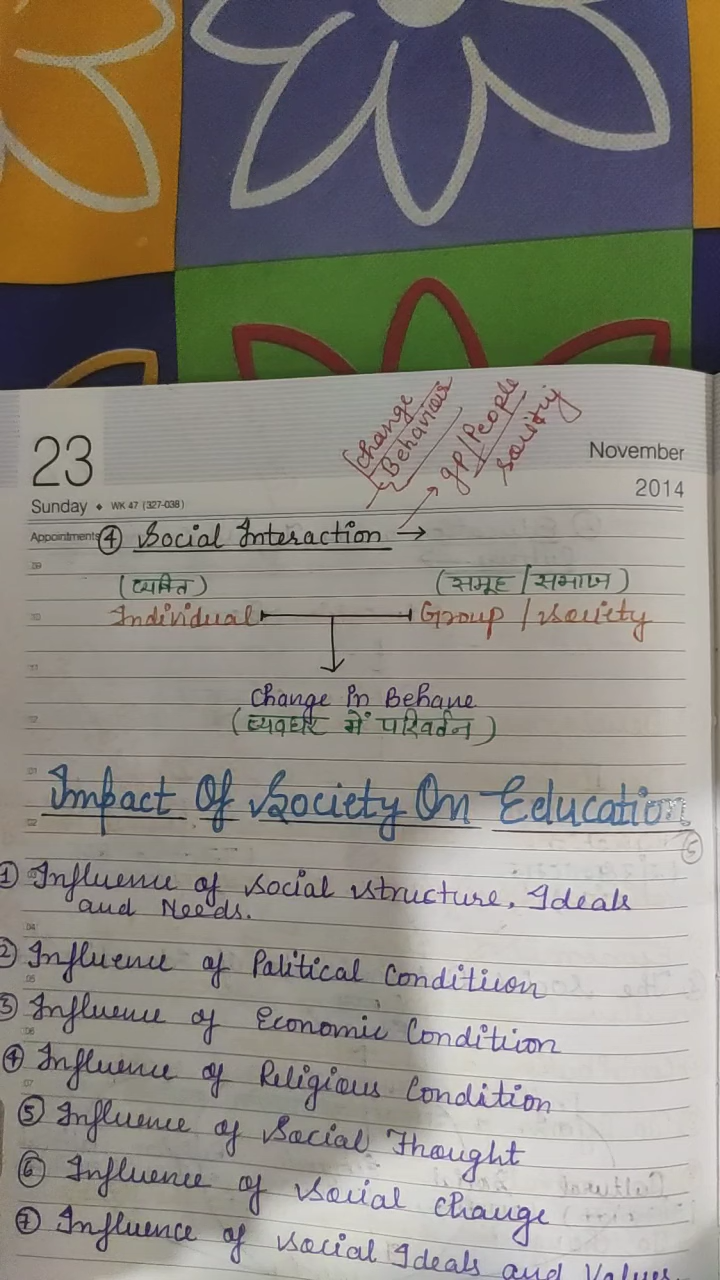 23
November
Sunday ♦ WK 47 (327-038)
2014
Change
Behaviour
gp/People
society
Appointments
④ Social Interaction →
(व्यक्ति) (समूह/समाज)
Individual Group / Society
Change In Behave
(व्यवहार में परिवर्तन)
Impact Of Society On Education
① Influence of social structure, Ideals
and Needs.
② Influence of Political Condition
③ Influence of Economic Condition
④ Influence of Religious Condition
⑤ Influence of Social Thought
⑥ Influence of Social change
⑦ Influence of social Ideals and Values